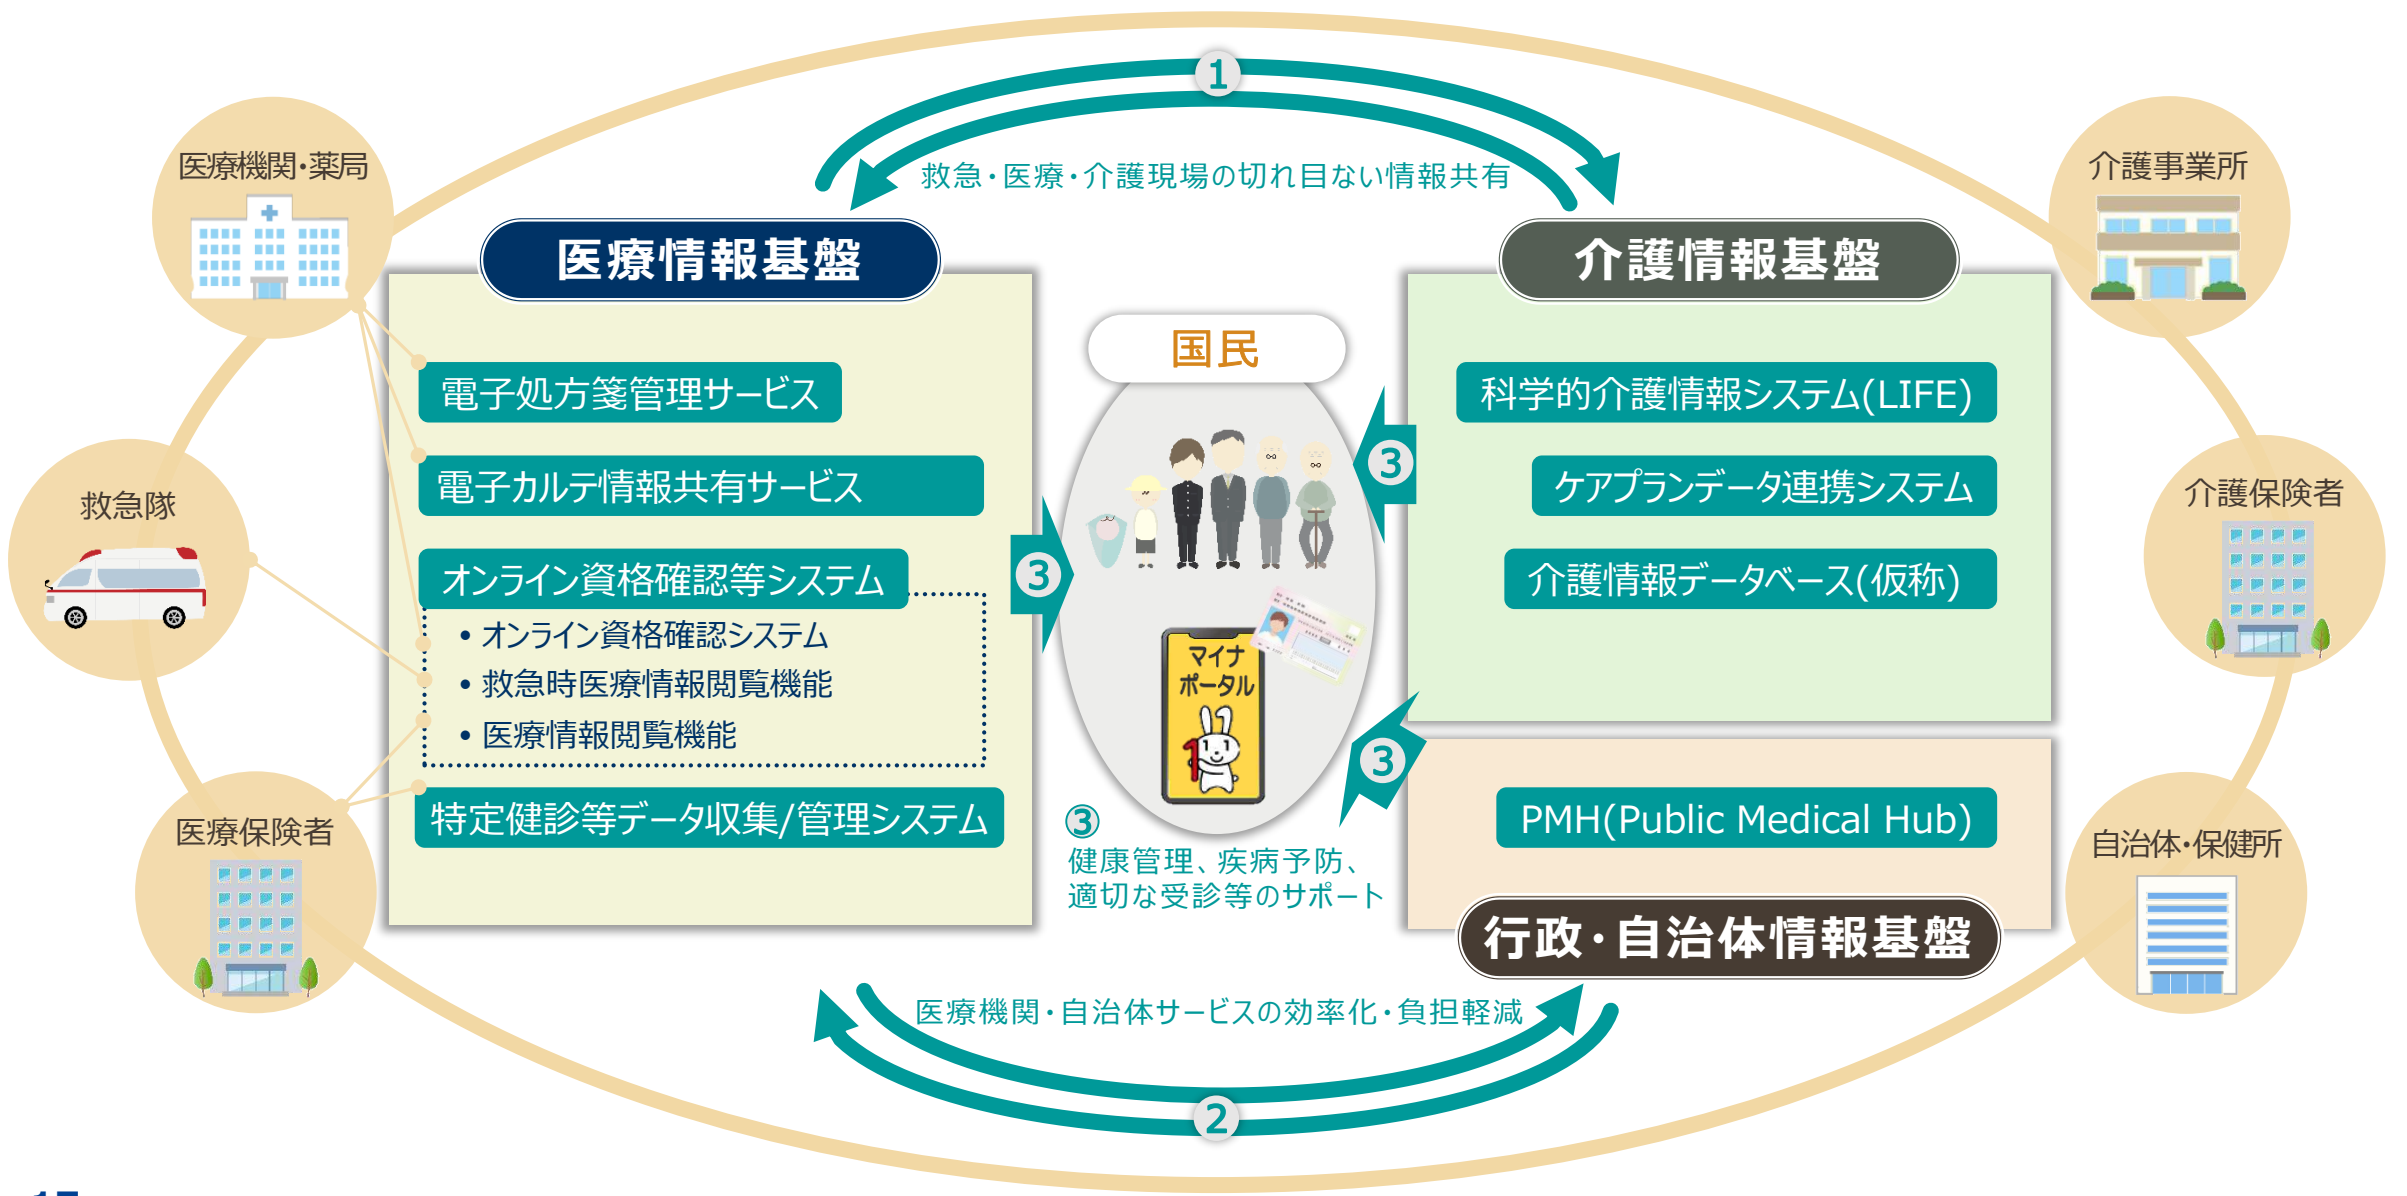 ①
救急・医療・介護現場の切れ目ない情報共有
医療機関・薬局
救急隊
医療保険者
医療情報基盤
電子処方箋管理サービス
電子カルテ情報共有サービス
オンライン資格確認等システム
• オンライン資格確認システム
• 救急時医療情報閲覧機能
• 医療情報閲覧機能
特定健診等データ収集/管理システム
国民
③
③
③
マイナ
ポータル
③
健康管理、疾病予防、
適切な受診等のサポート
介護情報基盤
科学的介護情報システム(LIFE)
ケアプランデータ連携システム
介護情報データベース(仮称)
PMH(Public Medical Hub)
行政・自治体情報基盤
介護事業所
介護保険者
自治体・保健所
医療機関・自治体サービスの効率化・負担軽減
②